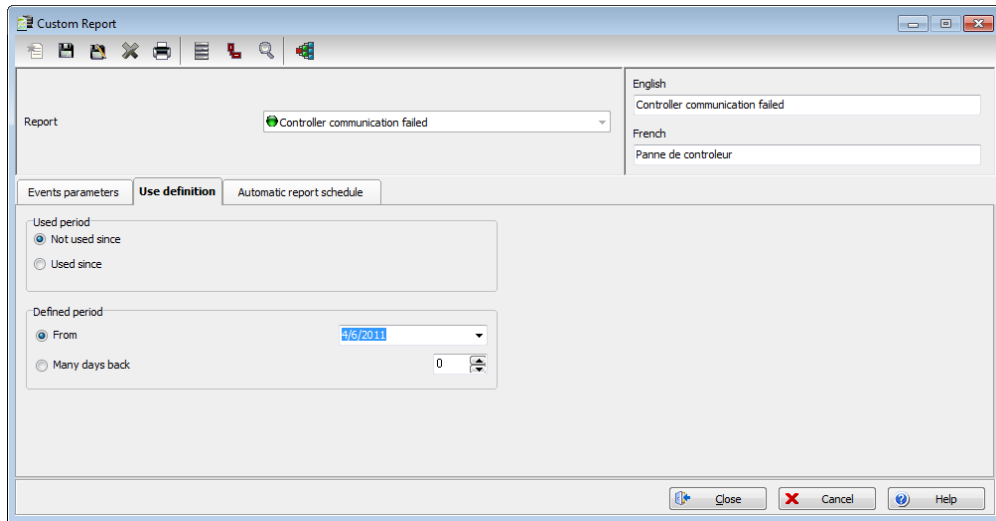 Custom Report
English
Controller communication failed
Report
Controller communication failed
French
Panne de controleur
Events parameters
Use definition
Automatic report schedule
Used period
Not used since
Used since
Defined period
From
4/6/2011
Many days back
0
Close
Cancel
Help